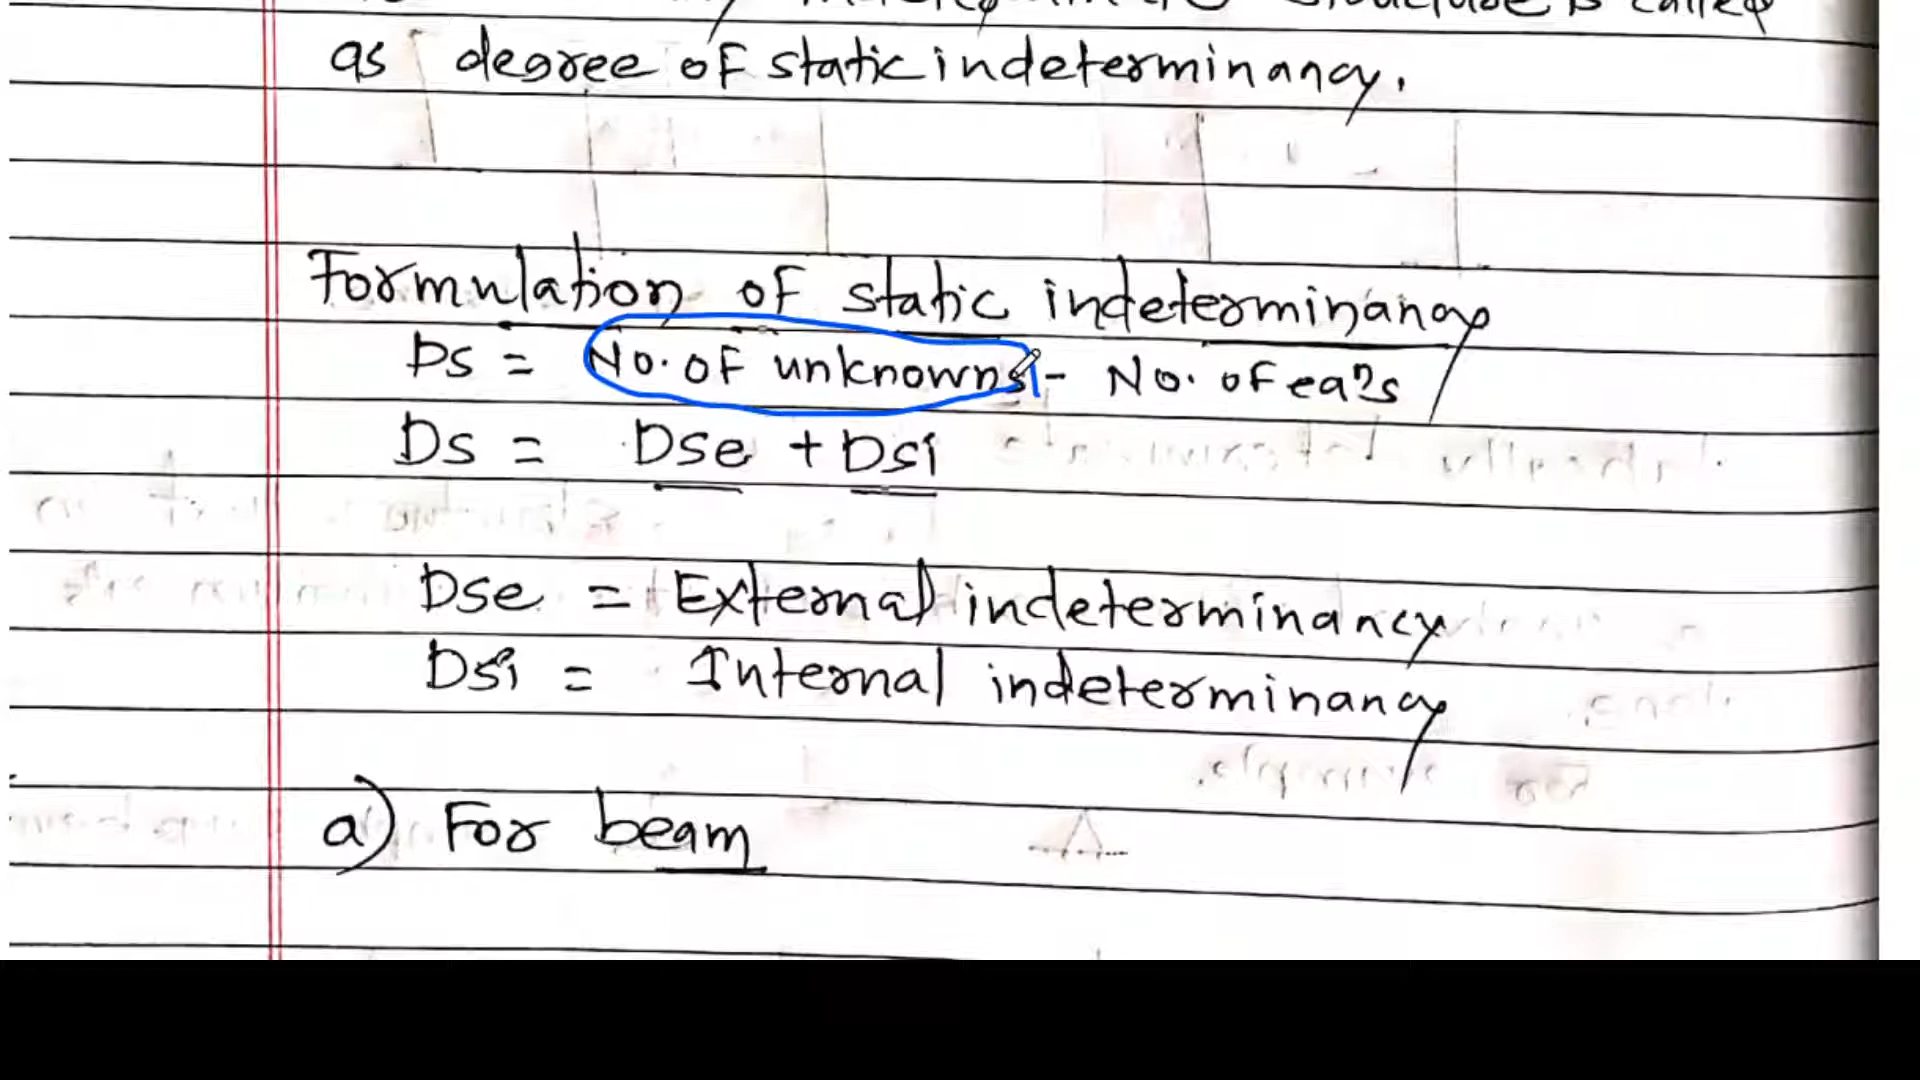 as degree of static indeterminancy.
Formulation of static indeterminancy
Ds = No. of unknowns - No. of eqns
Ds = Dse + Dsi
Dse = External indeterminancy
Dsi = Internal indeterminancy
a) For beam